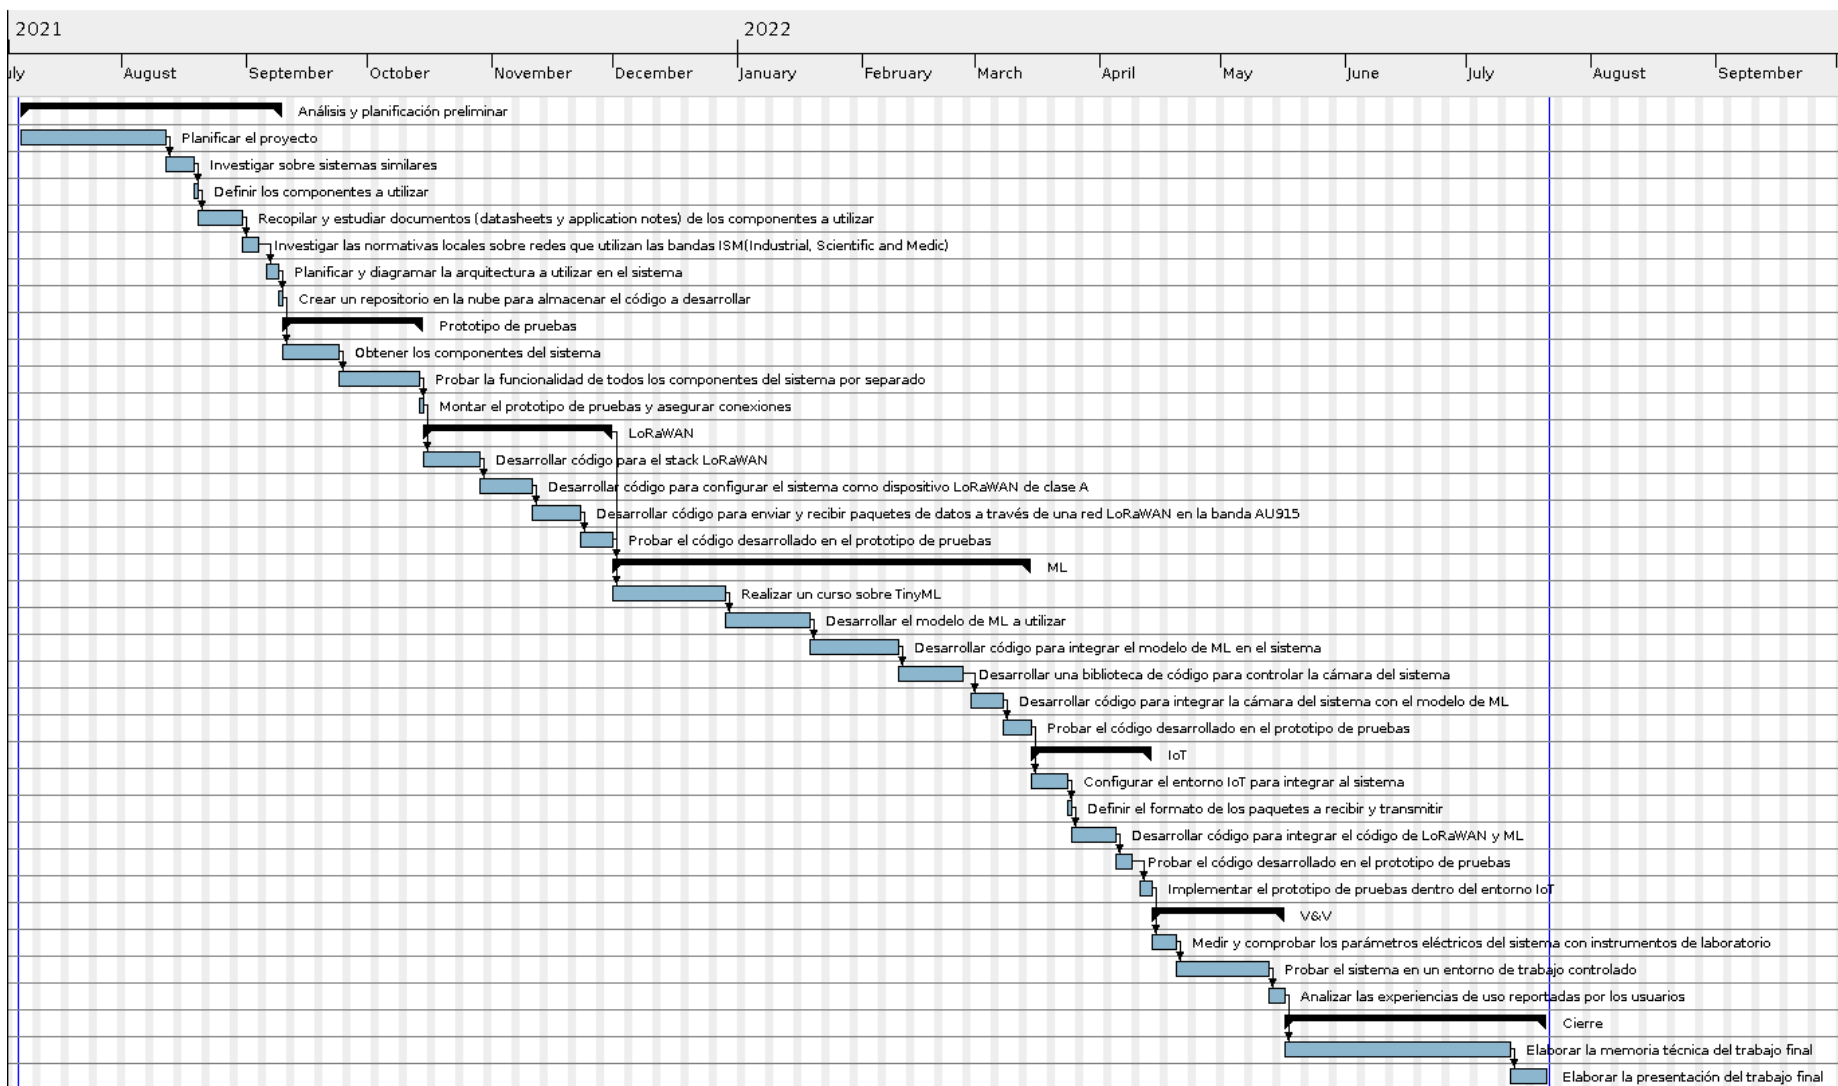 2021 2022
uly August September October November December January February March April May June July August September
Análisis y planificación preliminar
Planificar el proyecto
Investigar sobre sistemas similares
Definir los componentes a utilizar
Recopilar y estudiar documentos (datasheets y application notes) de los componentes a utilizar
Investigar las normativas locales sobre redes que utilizan las bandas ISM(Industrial, Scientific and Medic)
Planificar y diagramar la arquitectura a utilizar en el sistema
Crear un repositorio en la nube para almacenar el código a desarrollar
Prototipo de pruebas
Obtener los componentes del sistema
Probar la funcionalidad de todos los componentes del sistema por separado
Montar el prototipo de pruebas y asegurar conexiones
LoRaWAN
Desarrollar código para el stack LoRaWAN
Desarrollar código para configurar el sistema como dispositivo LoRaWAN de clase A
Desarrollar código para enviar y recibir paquetes de datos a través de una red LoRaWAN en la banda AU915
Probar el código desarrollado en el prototipo de pruebas
ML
Realizar un curso sobre TinyML
Desarrollar el modelo de ML a utilizar
Desarrollar código para integrar el modelo de ML en el sistema
Desarrollar una biblioteca de código para controlar la cámara del sistema
Desarrollar código para integrar la cámara del sistema con el modelo de ML
Probar el código desarrollado en el prototipo de pruebas
IoT
Configurar el entorno IoT para integrar al sistema
Definir el formato de los paquetes a recibir y transmitir
Desarrollar código para integrar el código de LoRaWAN y ML
Probar el código desarrollado en el prototipo de pruebas
Implementar el prototipo de pruebas dentro del entorno IoT
V&V
Medir y comprobar los parámetros eléctricos del sistema con instrumentos de laboratorio
Probar el sistema en un entorno de trabajo controlado
Analizar las experiencias de uso reportadas por los usuarios
Cierre
Elaborar la memoria técnica del trabajo final
Elaborar la presentación del trabajo final